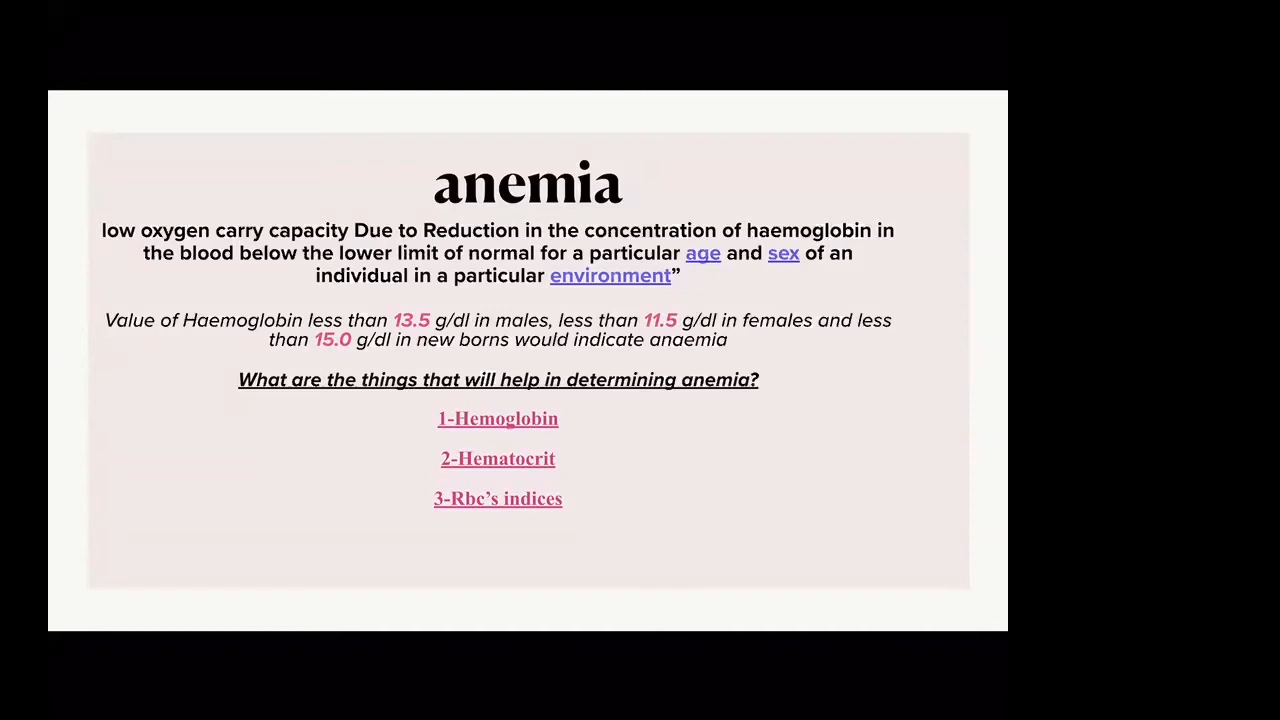 anemia
low oxygen carry capacity Due to Reduction in the concentration of haemoglobin in
the blood below the lower limit of normal for a particular age and sex of an
individual in a particular environment”
Value of Haemoglobin less than 13.5 g/dl in males, less than 11.5 g/dl in females and less
than 15.0 g/dl in new borns would indicate anaemia
What are the things that will help in determining anemia?
1-Hemoglobin
2-Hematocrit
3-Rbc’s indices